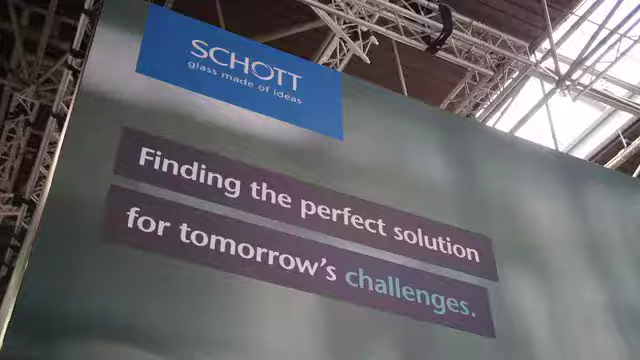 SCHOTT
glass made of ideas
Finding the perfect solution
for tomorrow's challenges.